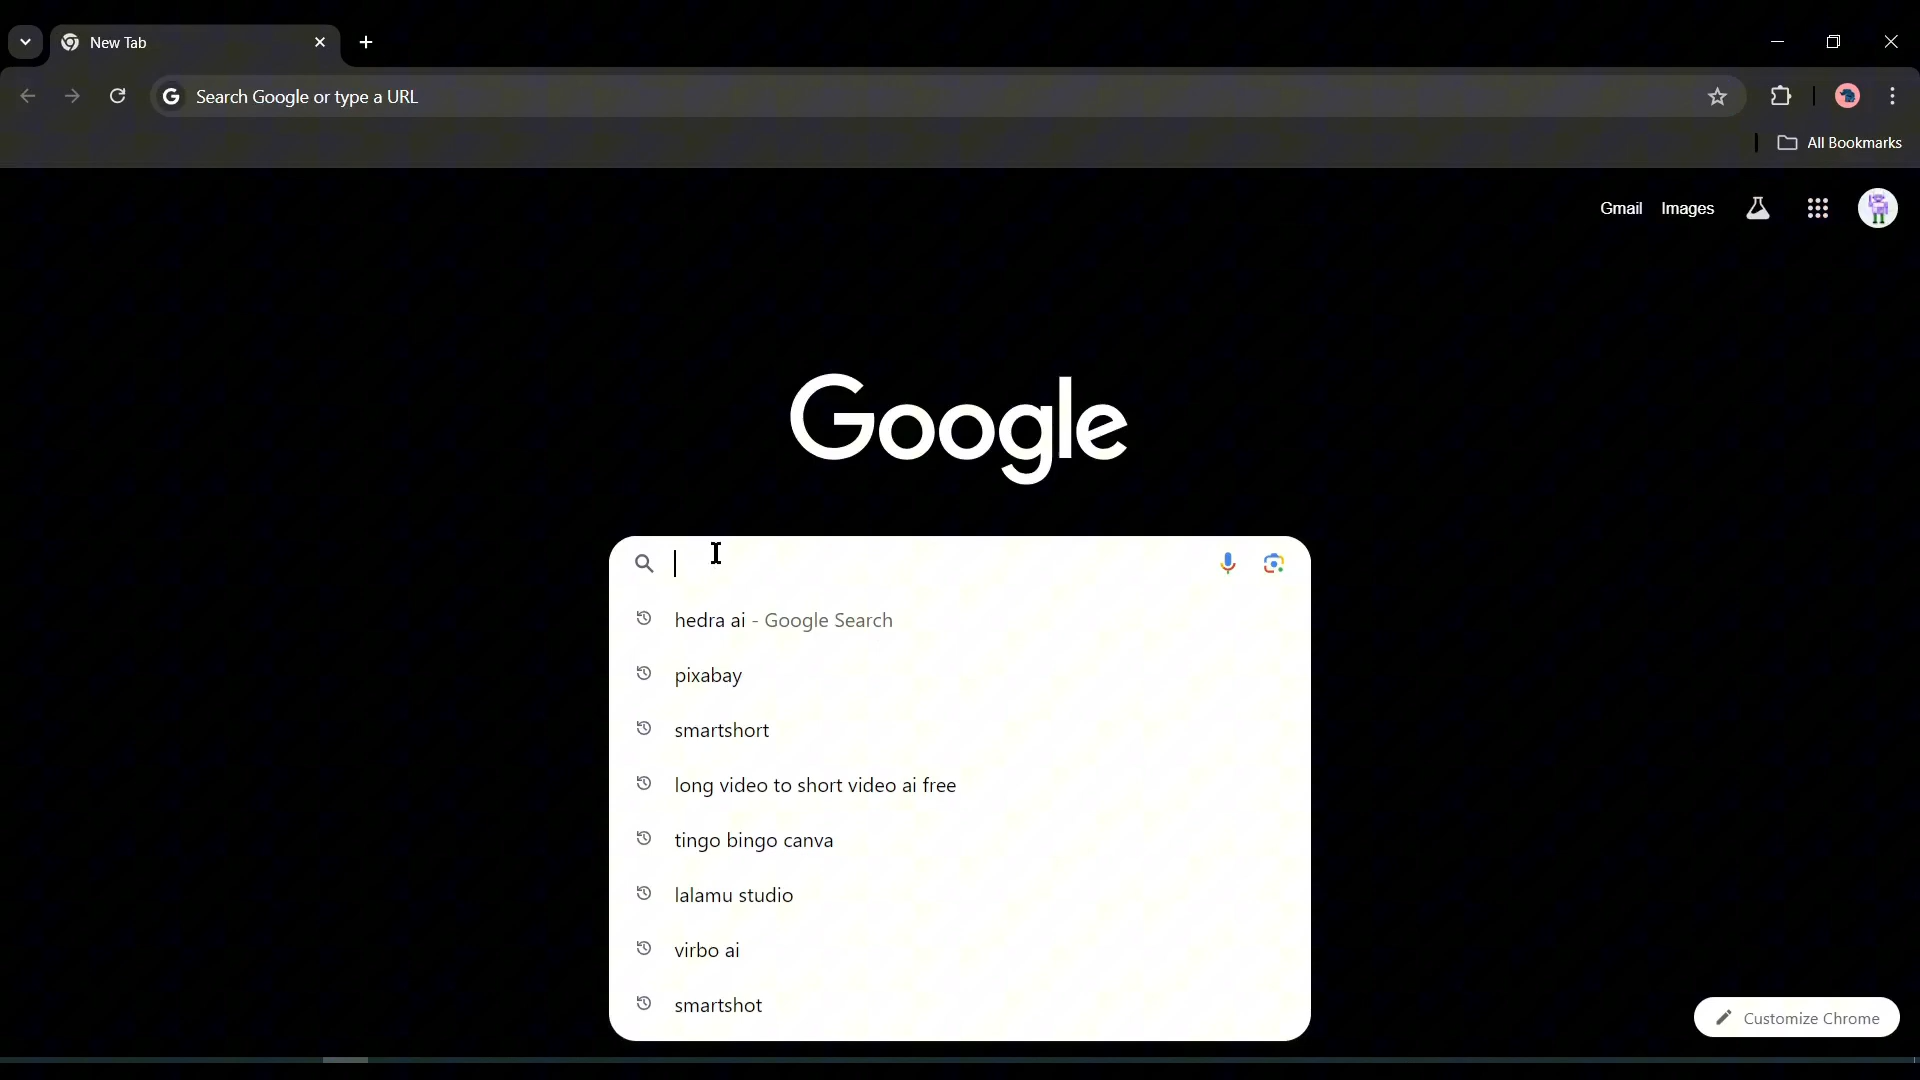 New Tab
Search Google or type a URL
All Bookmarks
Gmail Images
Google
hedra ai - Google Search
pixabay
smartshort
long video to short video ai free
tingo bingo canva
lalamu studio
virbo ai
smartshot
Customize Chrome